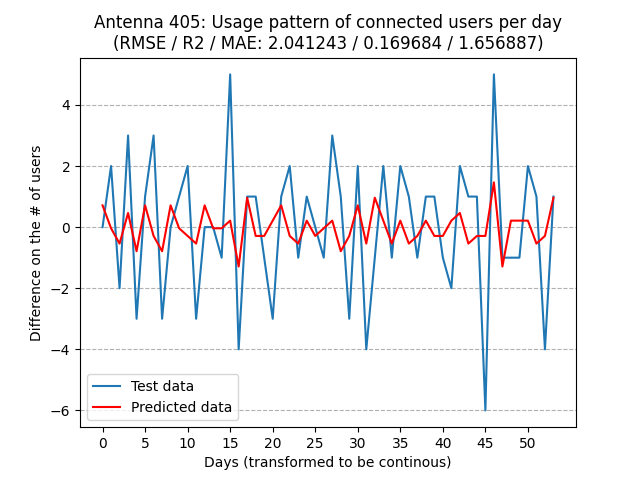 Antenna 405: Usage pattern of connected users per day
(RMSE / R2 / MAE: 2.041243 / 0.169684 / 1.656887)
Difference on the # of users
4
2
0
−2
−4
−6
Test data
Predicted data
0 5 10 15 20 25 30 35 40 45 50
Days (transformed to be continous)